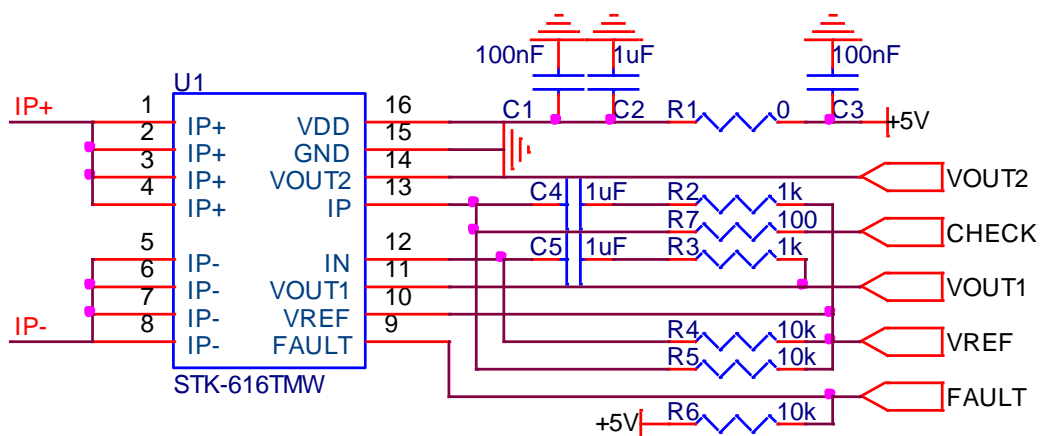 100nF 1uF 100nF
U1
IP+ 1 16 C1 C2 R1 0 C3
IP+ VDD +5V
2 15
IP+ GND
3 14
IP+ VOUT2 VOUT2
4 13 C4 1uF R2 1k
IP+ IP
R7 100 CHECK
5 12 C5 1uF R3 1k
IP- IN
6 11
IP- VOUT1 VOUT1
7 10
IP- VREF
IP- 8 9 R4 10k VREF
IP- FAULT
R5 10k
STK-616TMW
FAULT
+5V R6 10k